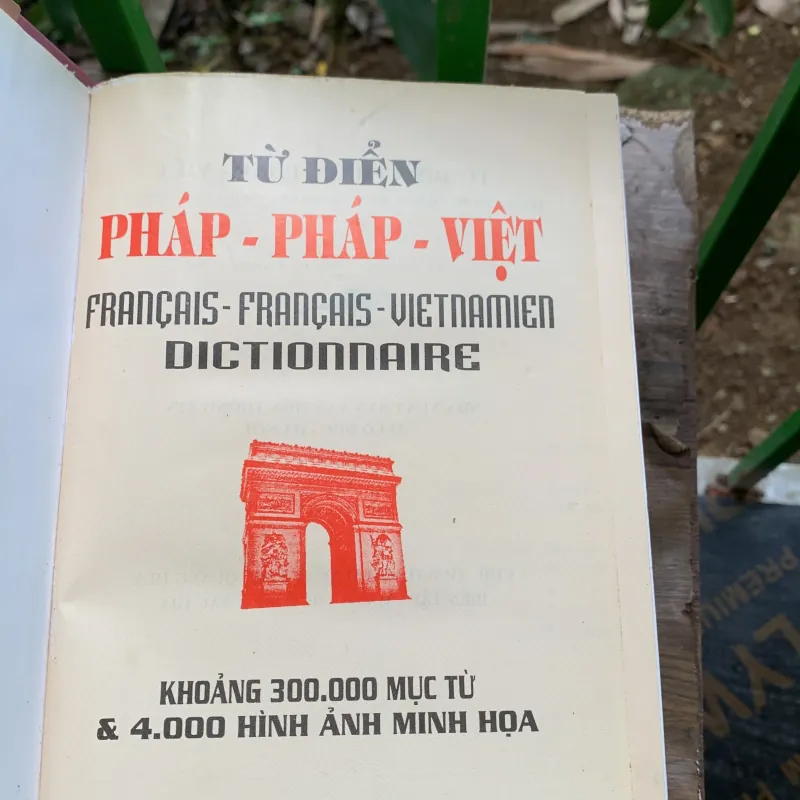 TỪ ĐIỂN
PHÁP - PHÁP - VIỆT
FRANÇAIS - FRANÇAIS - VIETNAMIEN
DICTIONNAIRE
KHOẢNG 300.000 MỤC TỪ
& 4.000 HÌNH ẢNH MINH HỌA
PREMIUM